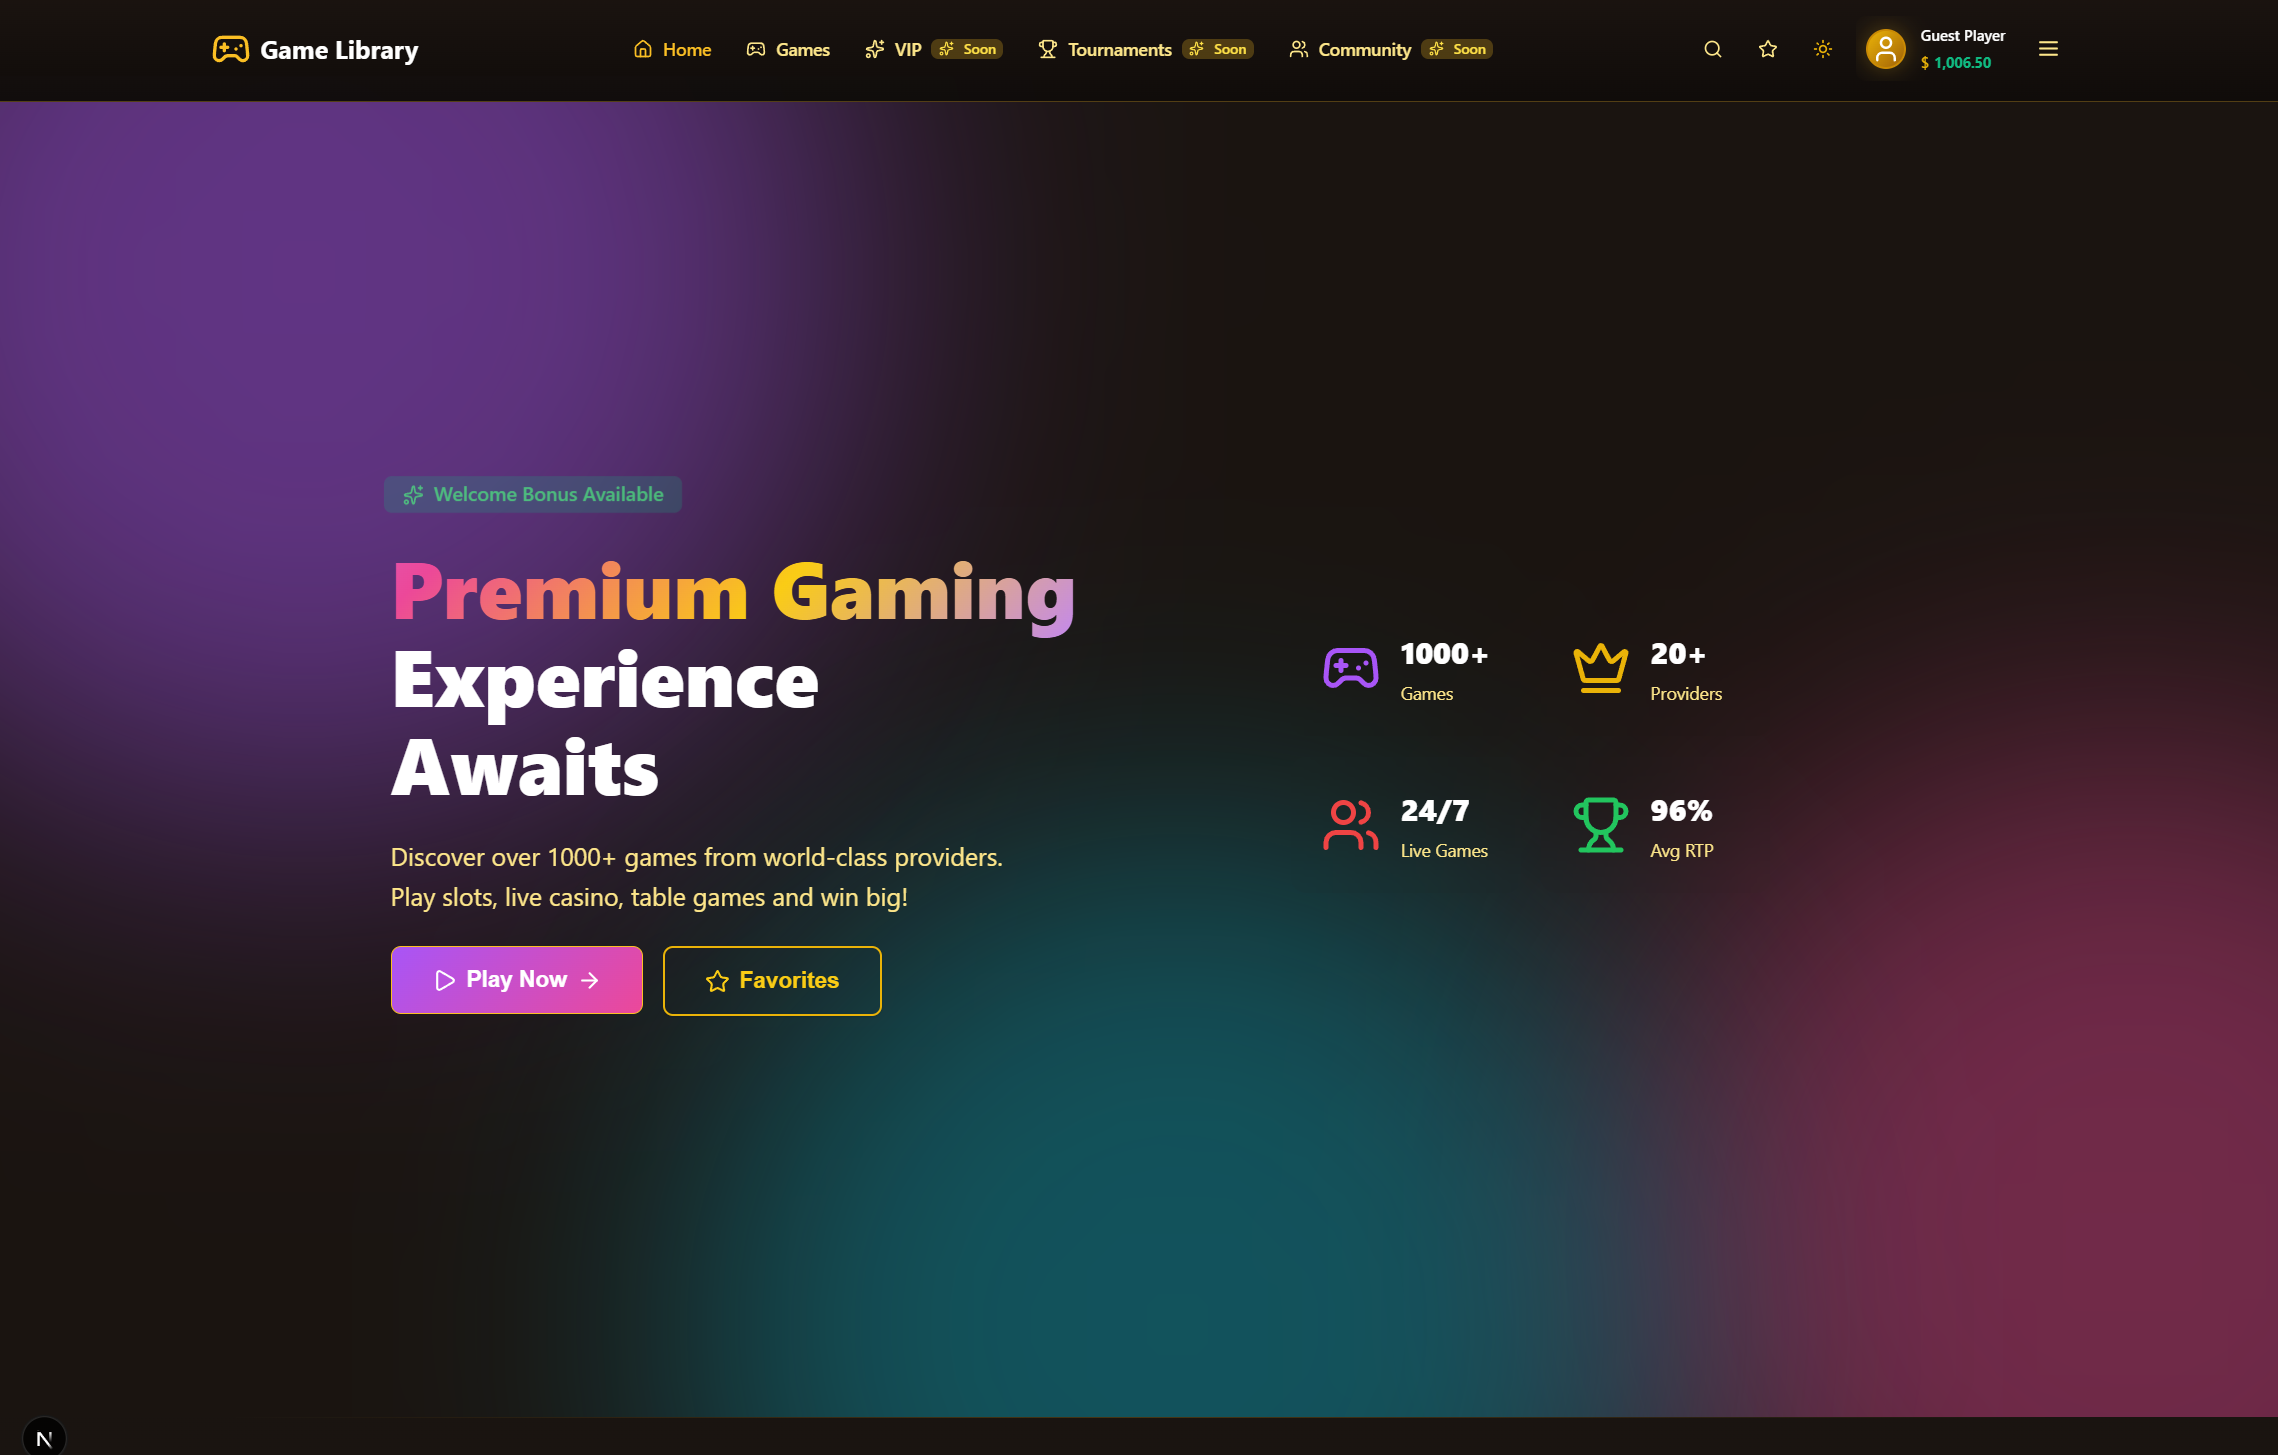 Game Library
Home
Games
VIP
Soon
Tournaments
Soon
Community
Soon
Guest Player
$ 1,006.50
Welcome Bonus Available
Premium Gaming
Experience
Awaits
Discover over 1000+ games from world-class providers.
Play slots, live casino, table games and win big!
Play Now
Favorites
1000+
Games
20+
Providers
24/7
Live Games
96%
Avg RTP
N